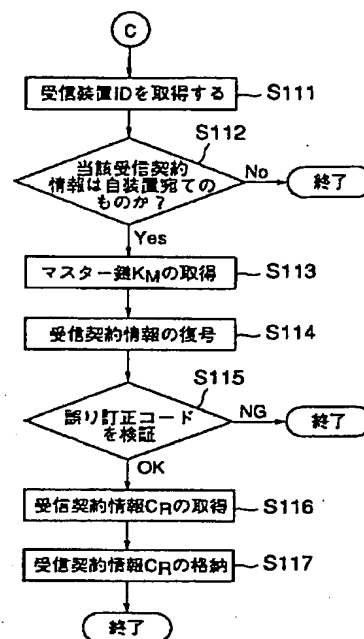 C
受信装置IDを取得する
S111
S112
当該受信契約
情報は自装置宛ての
ものか?
No
終了
Yes
マスター鍵KMの取得
S113
受信契約情報の復号
S114
S115
誤り訂正コード
を検証
NG
終了
OK
受信契約情報CRの取得
S116
受信契約情報CRの格納
S117
終了